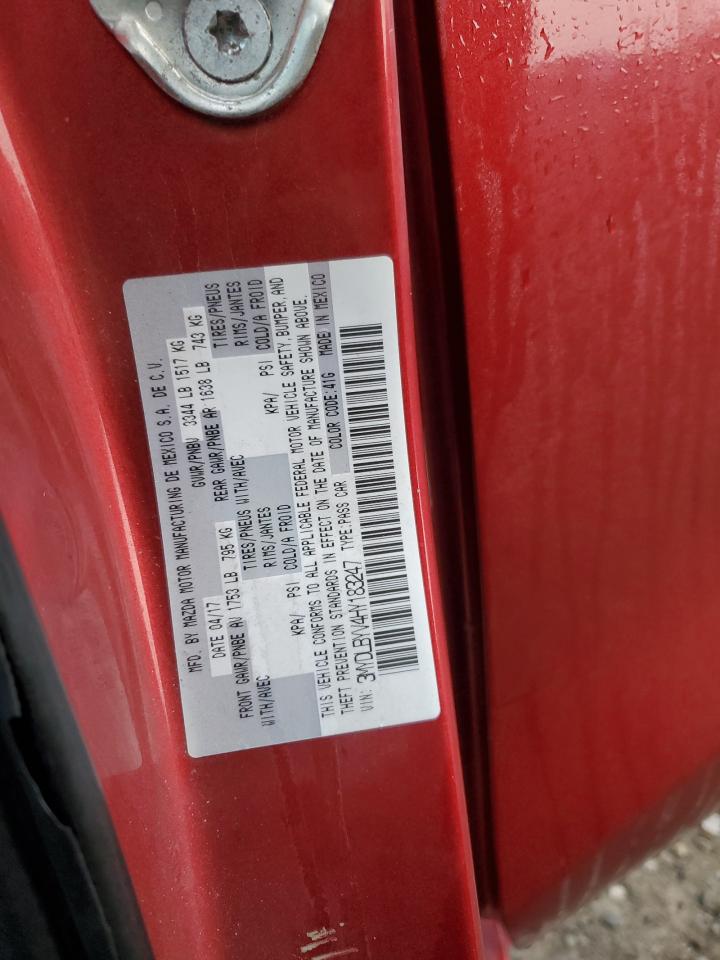 MFD. BY MAZDA MOTOR MANUFACTURING DE MEXICO S.A. DE C.V.
DATE 04/17 GVWR/PNBV 3344 LB 1517 KG
FRONT GAWR/PNBE AV 1753 LB 795 KG REAR GAWR/PNBE AR 1638 LB 743 KG
WITH/AVEC TIRES/PNEUS WITH/AVEC TIRES/PNEUS
RIMS/JANTES RIMS/JANTES
KPA/ PSI COLD/A FROID KPA/ PSI COLD/A FROID
THIS VEHICLE CONFORMS TO ALL APPLICABLE FEDERAL MOTOR VEHICLE SAFETY, BUMPER, AND
THEFT PREVENTION STANDARDS IN EFFECT ON THE DATE OF MANUFACTURE SHOWN ABOVE.
VIN: 3MYDLBYV4HY183247 TYPE:PASS CAR COLOR CODE:41G MADE IN MEXICO